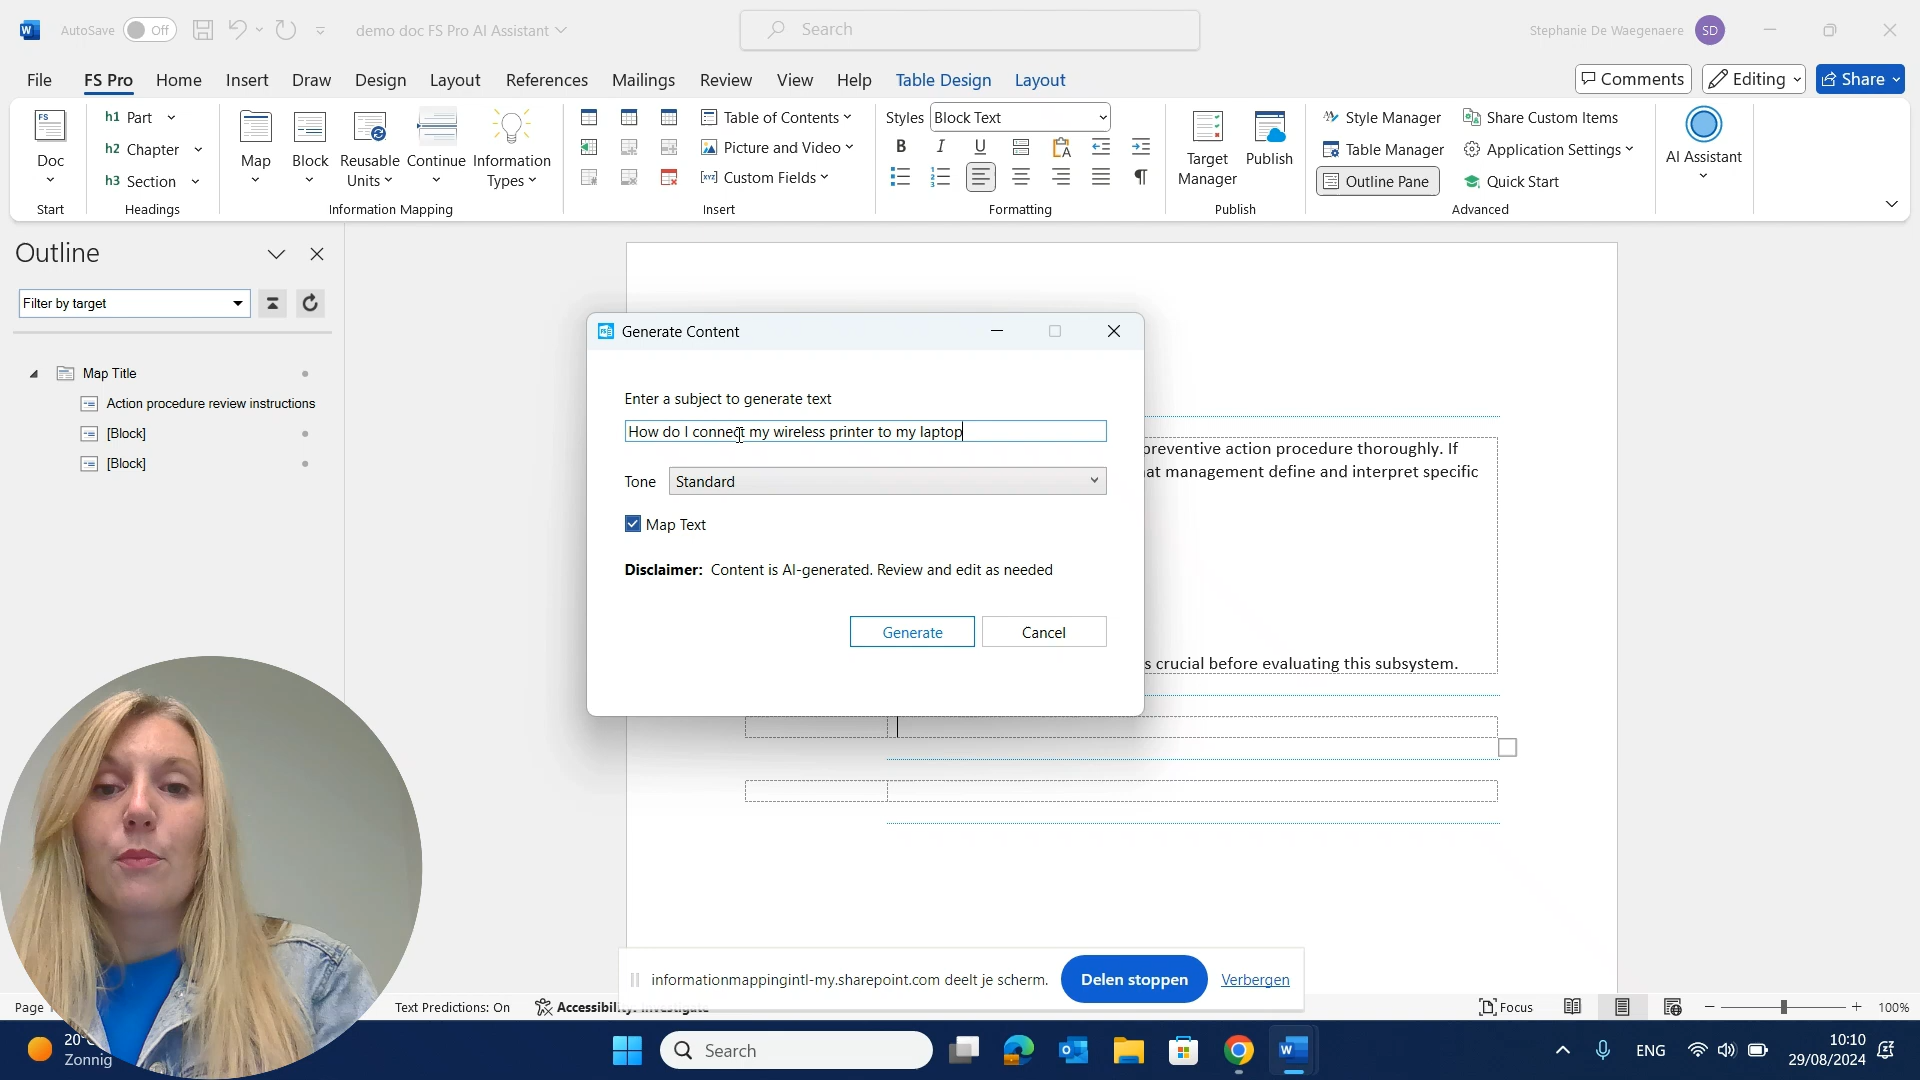 AutoSave Off demo doc FS Pro AI Assistant Search Stephanie De Waegenaere SD
File FS Pro Home Insert Draw Design Layout References Mailings Review View Help Table Design Layout Comments Editing Share
FS Doc Start
h1 Part
h2 Chapter
h3 Section
Headings
Map Block Reusable Units Continue Information Types
Information Mapping
Table of Contents
Picture and Video
[xyz] Custom Fields
Insert
Styles Block Text
B I U
Formatting
Target Manager Publish
Publish
Style Manager Share Custom Items
Table Manager Application Settings
Outline Pane Quick Start
Advanced
AI Assistant
Outline
Filter by target
Map Title
Action procedure review instructions
[Block]
[Block]
Generate Content
Enter a subject to generate text
How do I connect my wireless printer to my laptop
Tone Standard
Map Text
Disclaimer: Content is AI-generated. Review and edit as needed
Generate Cancel
preventive action procedure thoroughly. If
at management define and interpret specific
s crucial before evaluating this subsystem.
informationmappingintl-my.sharepoint.com deelt je scherm. Delen stoppen Verbergen
Page Text Predictions: On Accessibility: Investigate Focus 100%
20°C
Zonnig
Search
ENG
10:10
29/08/2024